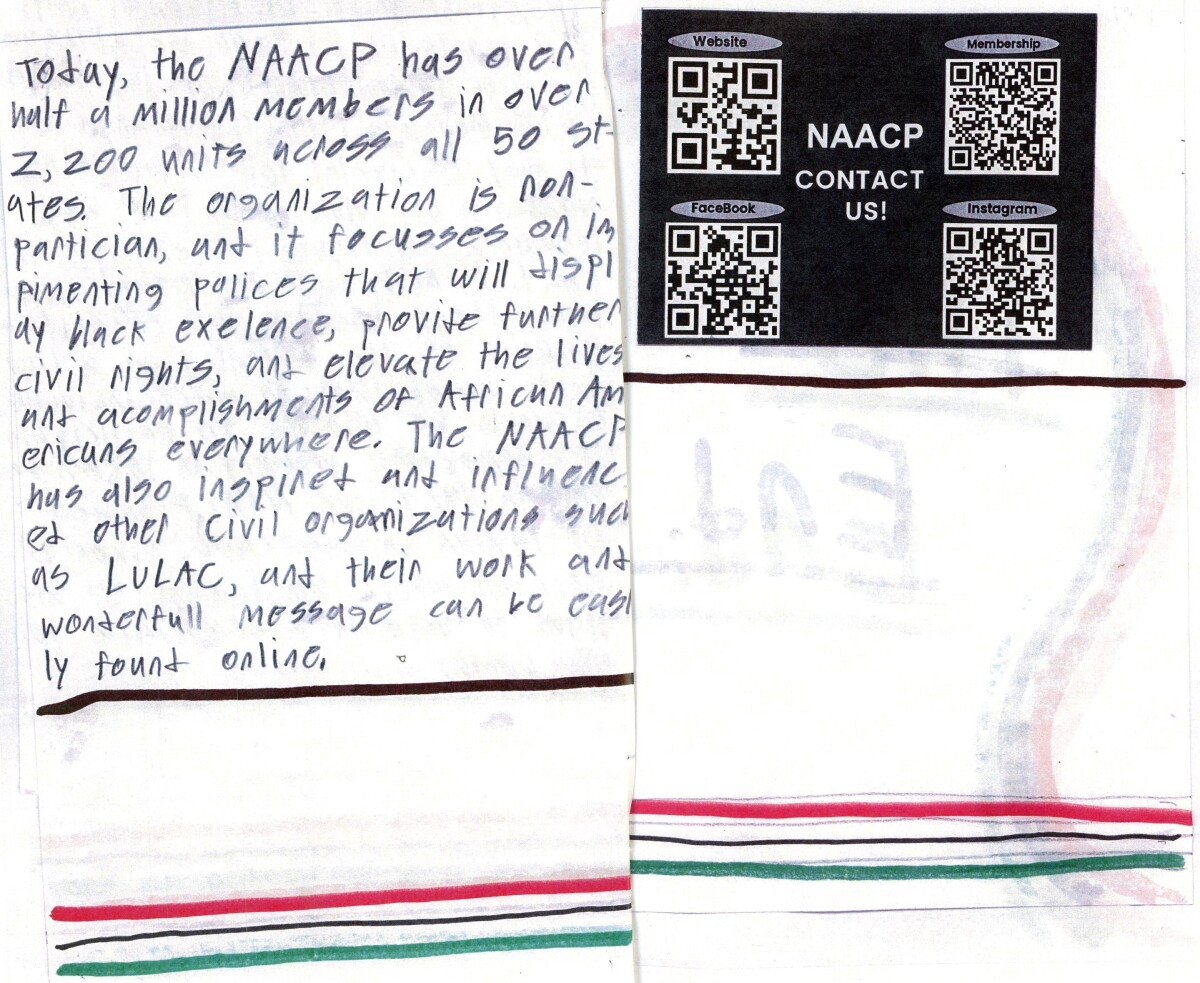 Today, the NAACP has over
half a million members in over
2,200 units across all 50 st-
ates. The organization is non-
partician, and it focusses on im
pimenting polices that will displ
ay black exelence, provide further
civil rights, and elevate the lives
and acomplishments of African Am
ericans everywhere. The NAACP
has also inspired and influenc
ed other Civil organizations such
as LULAC, and their work and
wonderfull message can be easi
ly found online.
Website
Membership
NAACP
CONTACT
US!
FaceBook
Instagram
End.